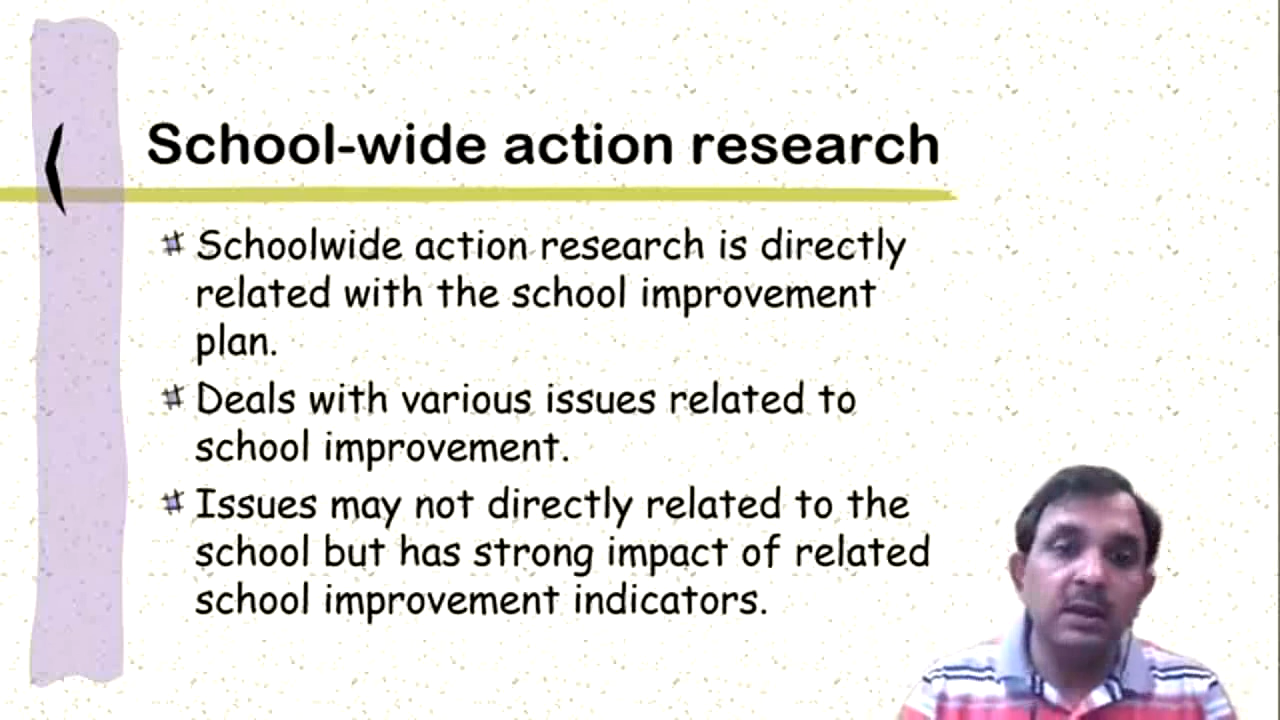 School-wide action research
Schoolwide action research is directly
related with the school improvement
plan.
Deals with various issues related to
school improvement.
Issues may not directly related to the
school but has strong impact of related
school improvement indicators.